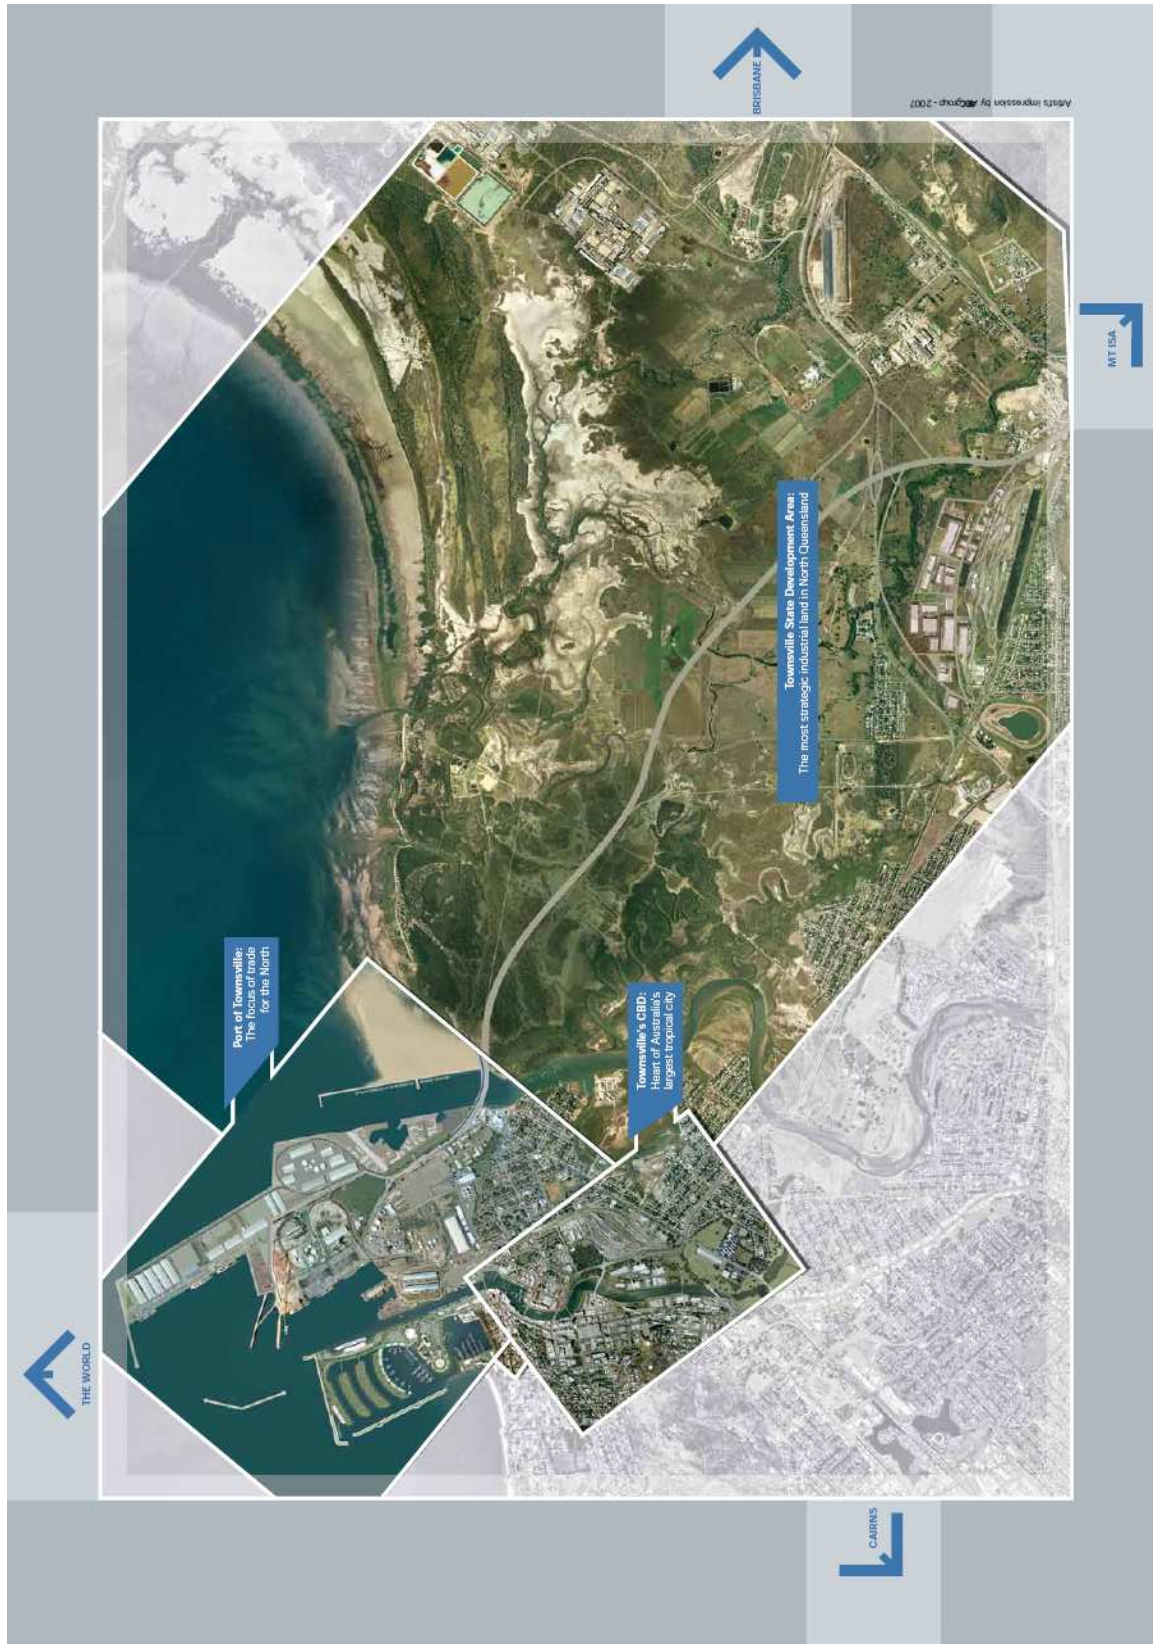 BRISBANE
Artist's impression by AECgroup - 2007
MT ISA
Townsville State Development Area:
The most strategic industrial land in North Queensland
Port of Townsville:
The focus of trade
for the North
Townsville's CBD:
Heart of Australia's
largest tropical city
THE WORLD
CAIRNS